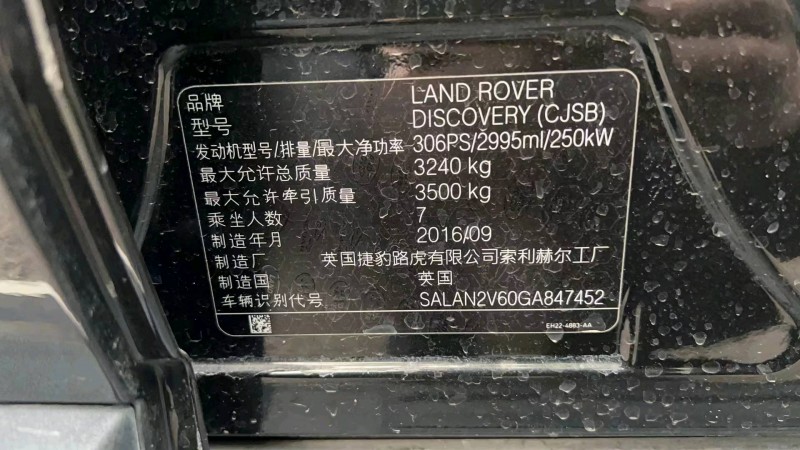 品牌 LAND ROVER
型号 DISCOVERY (CJSB)
发动机型号/排量/最大净功率 306PS/2995ml/250kW
最大允许总质量 3240 kg
最大允许牵引质量 3500 kg
乘坐人数 7
制造年月 2016/09
制造厂 英国捷豹路虎有限公司索利赫尔工厂
制造国 英国
车辆识别代号 SALAN2V60GA847452
EH22-4883-AA